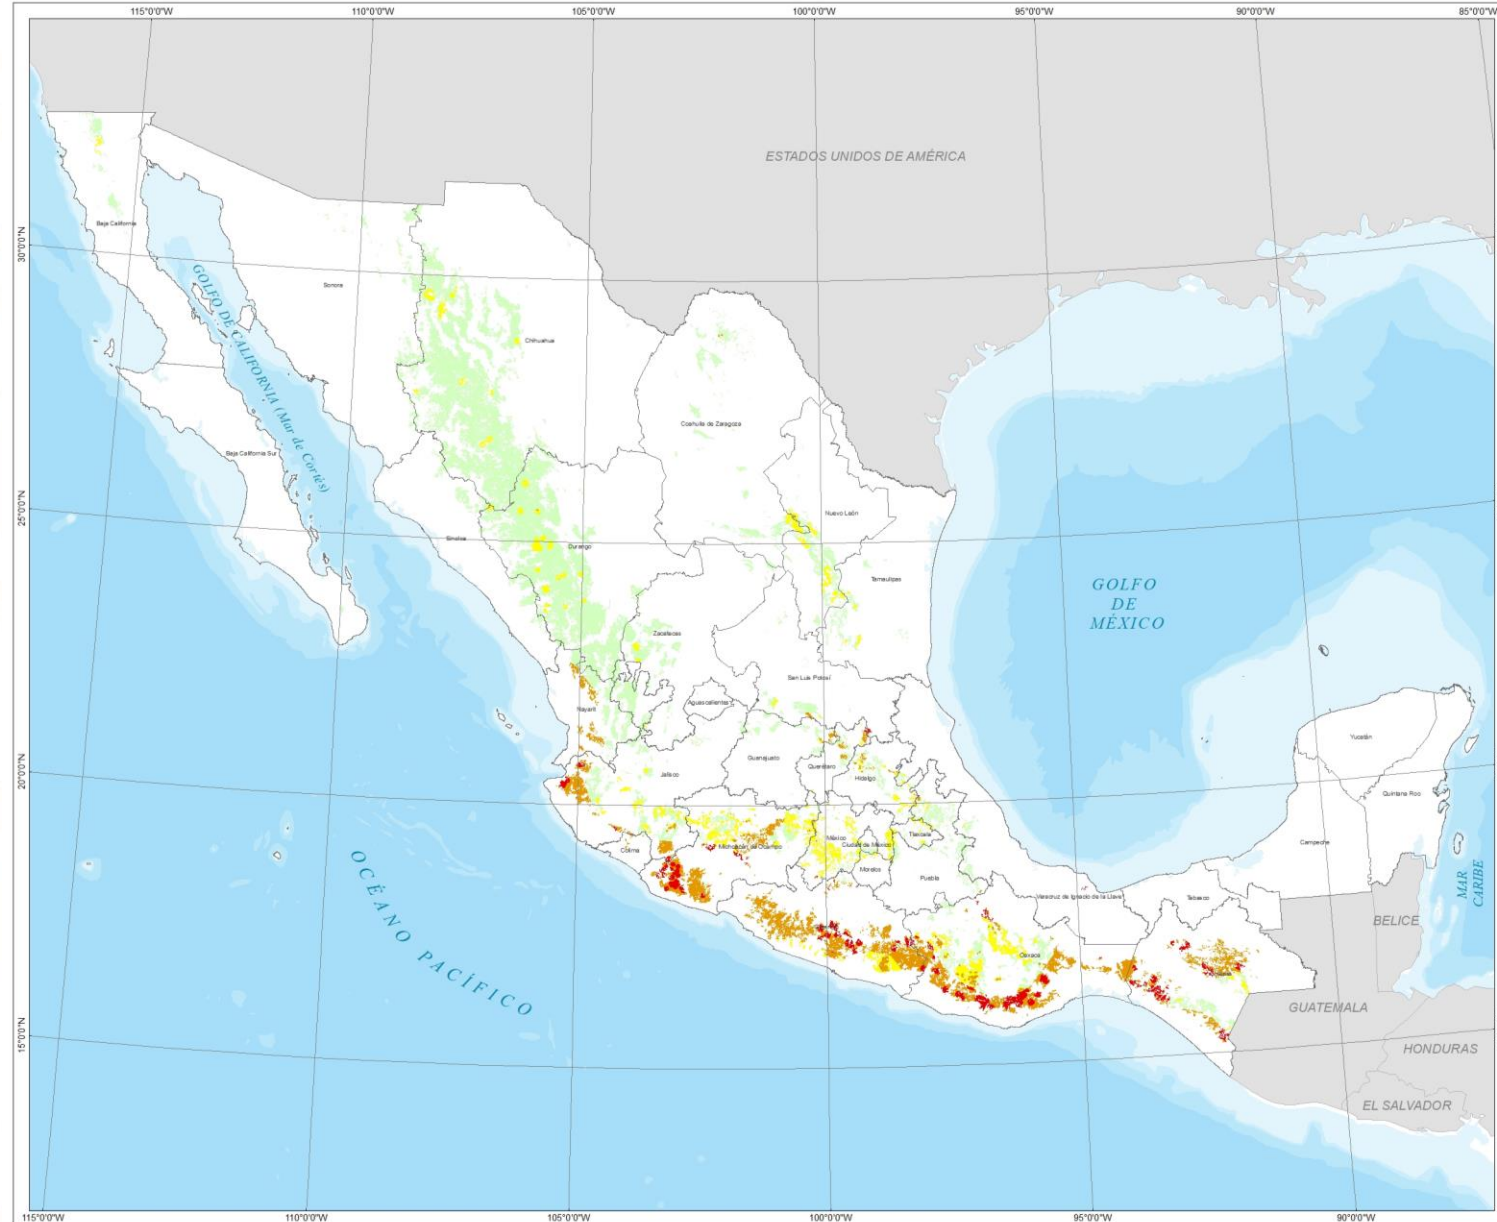 115°0'0"W 110°0'0"W 105°0'0"W 100°0'0"W 95°0'0"W 90°0'0"W 85°0'0"W
ESTADOS UNIDOS DE AMÉRICA
Baja California
30°0'0"N
GOLFO DE CALIFORNIA (Mar de Cortés)
Sonora
Chihuahua
Coahuila de Zaragoza
Baja California Sur
25°0'0"N
Nuevo León
Sinaloa
Durango
Tamaulipas
GOLFO
DE
MÉXICO
Zacatecas
San Luis Potosí
Aguascalientes
Nayarit
Yucatán
20°0'0"N
Jalisco
Guanajuato
Querétaro
Hidalgo
Quintana Roo
México
Tlaxcala
Ciudad de México
Michoacán de Ocampo
Colima
Campeche
Morelos
Puebla
MAR
CARIBE
Veracruz de Ignacio de la Llave
Tabasco
OCÉANO PACÍFICO
BELICE
Oaxaca
GUATEMALA
15°0'0"N
HONDURAS
EL SALVADOR
115°0'0"W 110°0'0"W 105°0'0"W 100°0'0"W 95°0'0"W 90°0'0"W